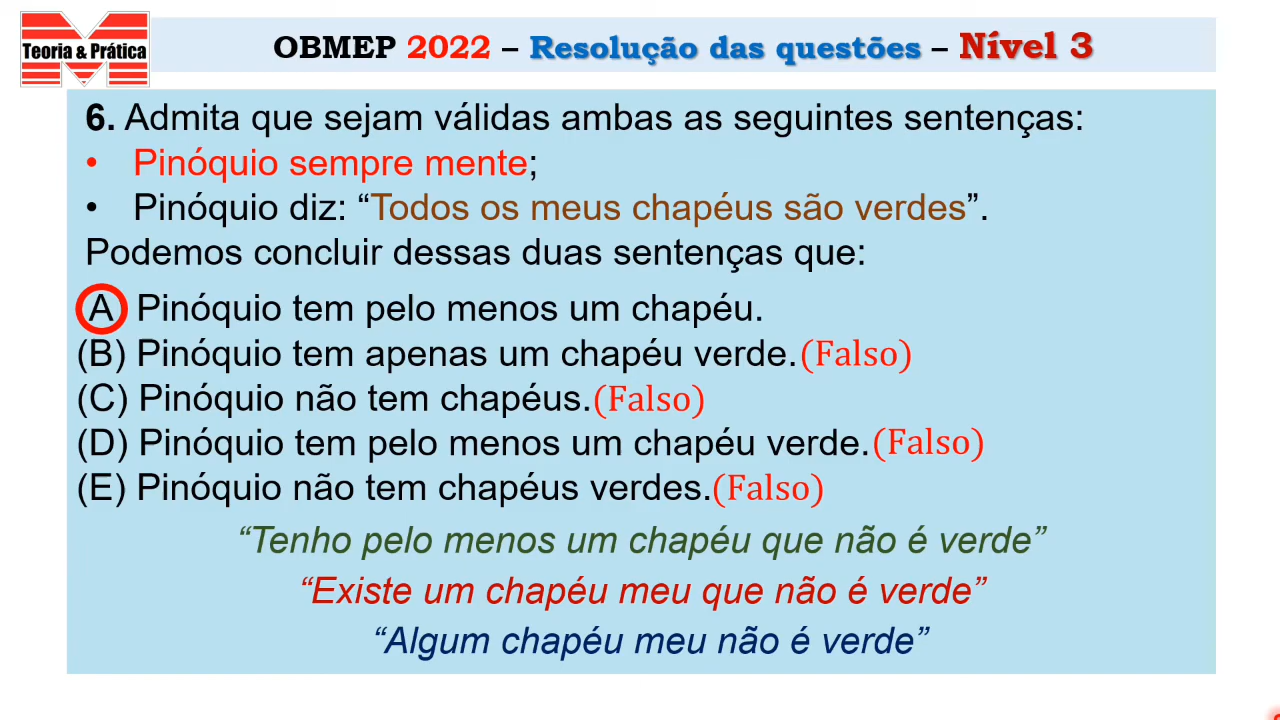 Teoria & Prática
OBMEP 2022 – Resolução das questões – Nível 3
6. Admita que sejam válidas ambas as seguintes sentenças:
• Pinóquio sempre mente;
• Pinóquio diz: “Todos os meus chapéus são verdes”.
Podemos concluir dessas duas sentenças que:
A Pinóquio tem pelo menos um chapéu.
(B) Pinóquio tem apenas um chapéu verde. (Falso)
(C) Pinóquio não tem chapéus. (Falso)
(D) Pinóquio tem pelo menos um chapéu verde. (Falso)
(E) Pinóquio não tem chapéus verdes. (Falso)
“Tenho pelo menos um chapéu que não é verde”
“Existe um chapéu meu que não é verde”
“Algum chapéu meu não é verde”